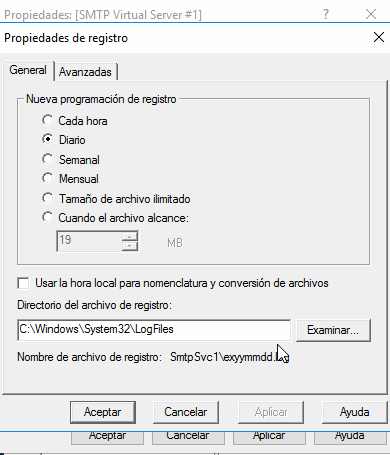 Propiedades: [SMTP Virtual Server #1]
?
Propiedades de registro
General
Avanzadas
Nueva programación de registro
Cada hora
Diario
Semanal
Mensual
Tamaño de archivo ilimitado
Cuando el archivo alcance:
19
MB
Usar la hora local para nomenclatura y conversión de archivos
Directorio del archivo de registro:
C:\Windows\System32\LogFiles
Examinar...
Nombre de archivo de registro: SmtpSvc1\exyymmdd.log
Aceptar Cancelar Aplicar Ayuda
Aceptar Cancelar Aplicar Ayuda